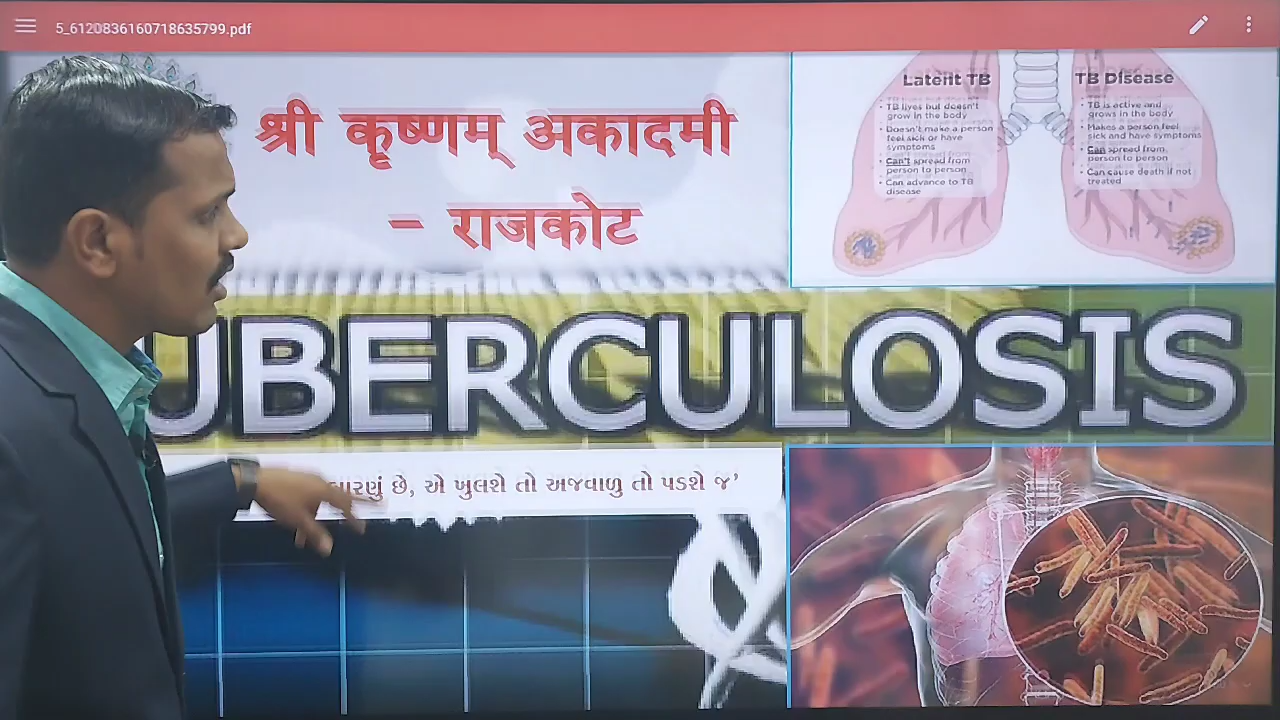 5_6120836160718635799.pdf
श्री कृष्णम् अकादमी
- राजकोट
Latent TB
• TB lives but doesn't
grow in the body
• Doesn't make a person
feel sick or have
symptoms
• Can't spread from
person to person
• Can advance to TB
disease
TB Disease
• TB is active and
grows in the body
• Makes a person feel
sick and have symptoms
• Can spread from
person to person
• Can cause death if not
treated
UBERCULOSIS
છે, એ ખુલશે તો અજવાળુ તો પડશે જ’